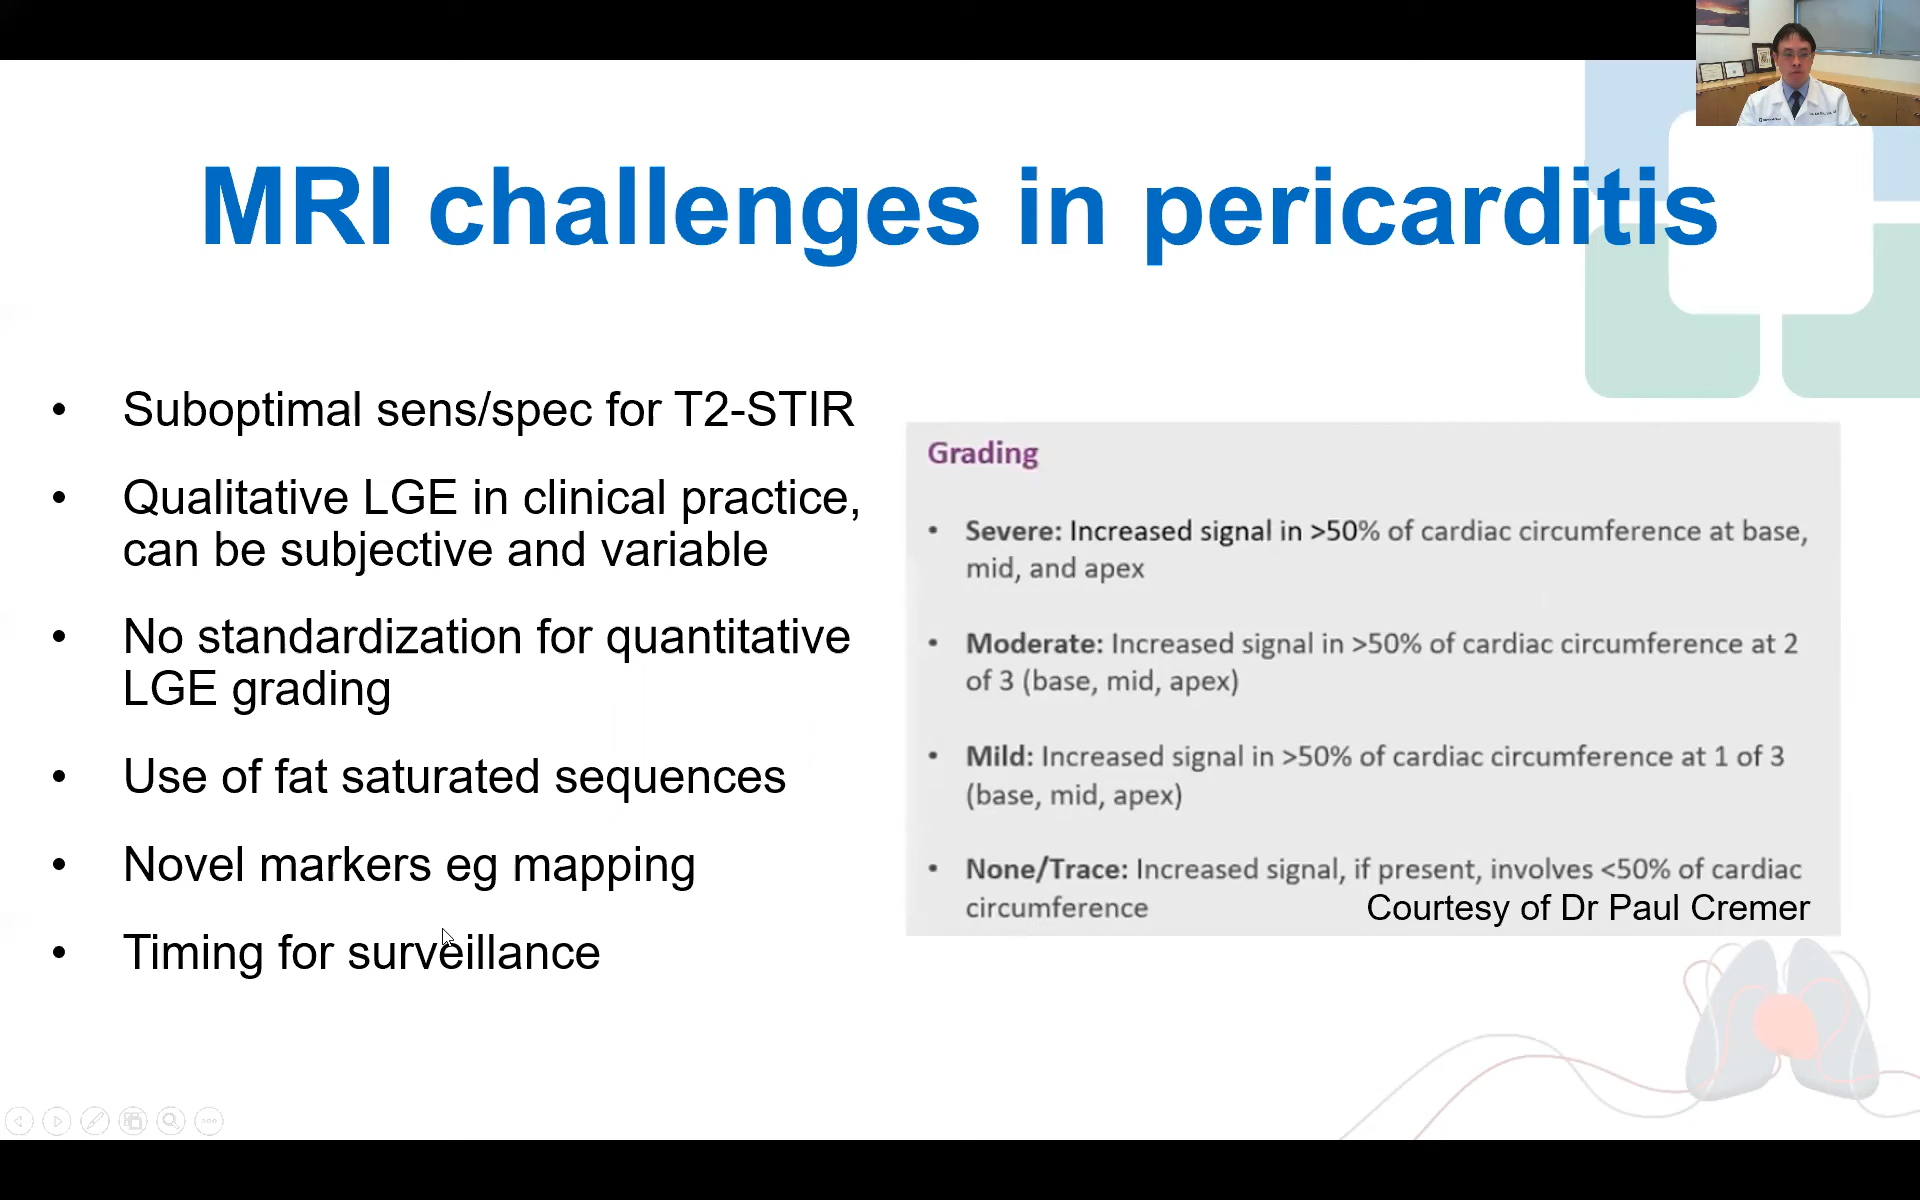 MRI challenges in pericarditis
• Suboptimal sens/spec for T2-STIR
• Qualitative LGE in clinical practice,
can be subjective and variable
• No standardization for quantitative
LGE grading
• Use of fat saturated sequences
• Novel markers eg mapping
• Timing for surveillance
Grading
• Severe: Increased signal in >50% of cardiac circumference at base,
mid, and apex
• Moderate: Increased signal in >50% of cardiac circumference at 2
of 3 (base, mid, apex)
• Mild: Increased signal in >50% of cardiac circumference at 1 of 3
(base, mid, apex)
• None/Trace: Increased signal, if present, involves <50% of cardiac
circumference
Courtesy of Dr Paul Cremer